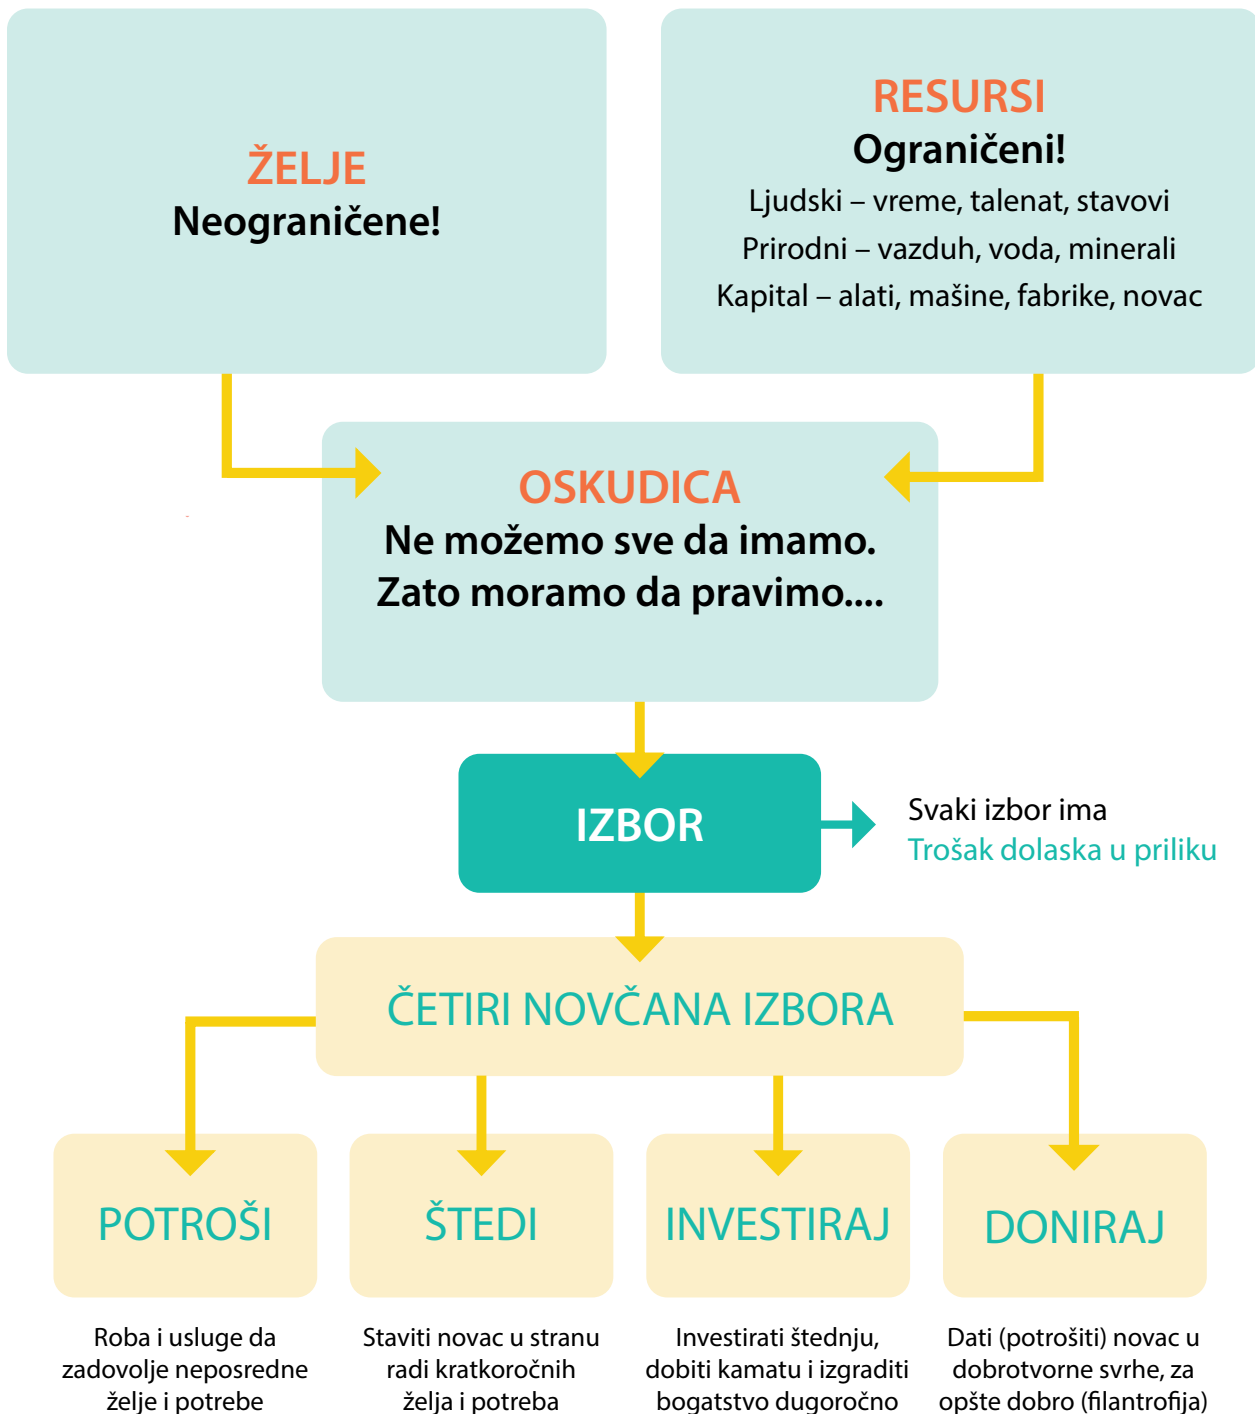 ŽELJE
Neograničene!
RESURSI
Ograničeni!
Ljudski – vreme, talenat, stavovi
Prirodni – vazduh, voda, minerali
Kapital – alati, mašine, fabrike, novac
OSKUDICA
Ne možemo sve da imamo.
Zato moramo da pravimo....
IZBOR
Svaki izbor ima
Trošak dolaska u priliku
ČETIRI NOVČANA IZBORA
POTROŠI
Roba i usluge da
zadovolje neposredne
želje i potrebe
ŠTEDI
Staviti novac u stranu
radi kratkoročnih
želja i potreba
INVESTIRAJ
Investirati štednju,
dobiti kamatu i izgraditi
bogatstvo dugoročno
DONIRAJ
Dati (potrošiti) novac u
dobrotvorne svrhe, za
opšte dobro (filantrofija)